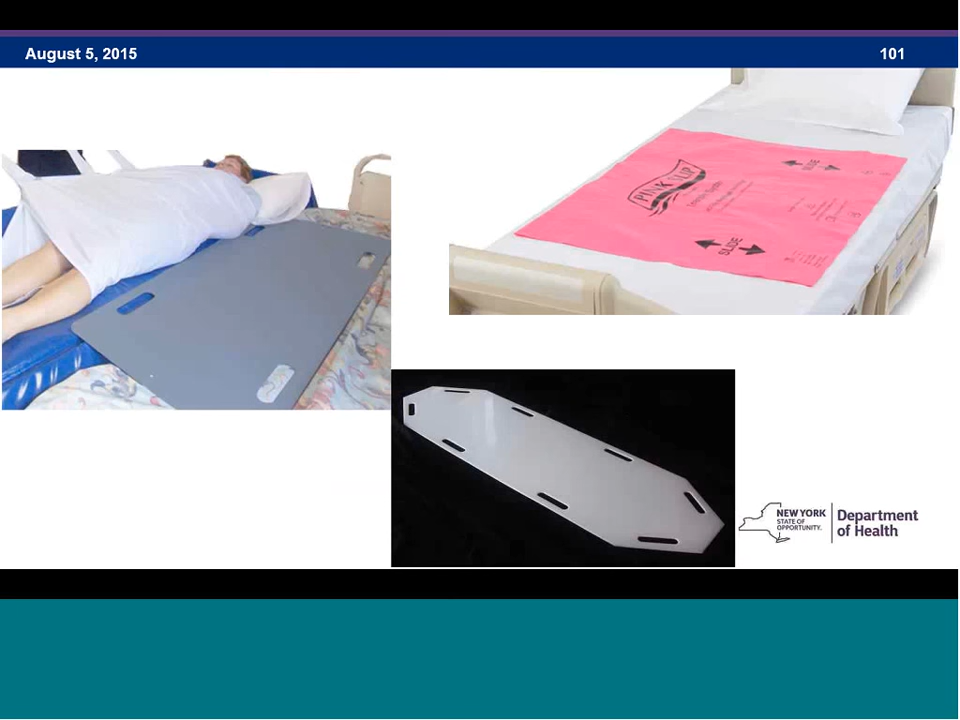 August 5, 2015
101
PINK SLIP
SLIDE
SLIDE
NEW YORK
STATE OF
OPPORTUNITY.
Department
of Health